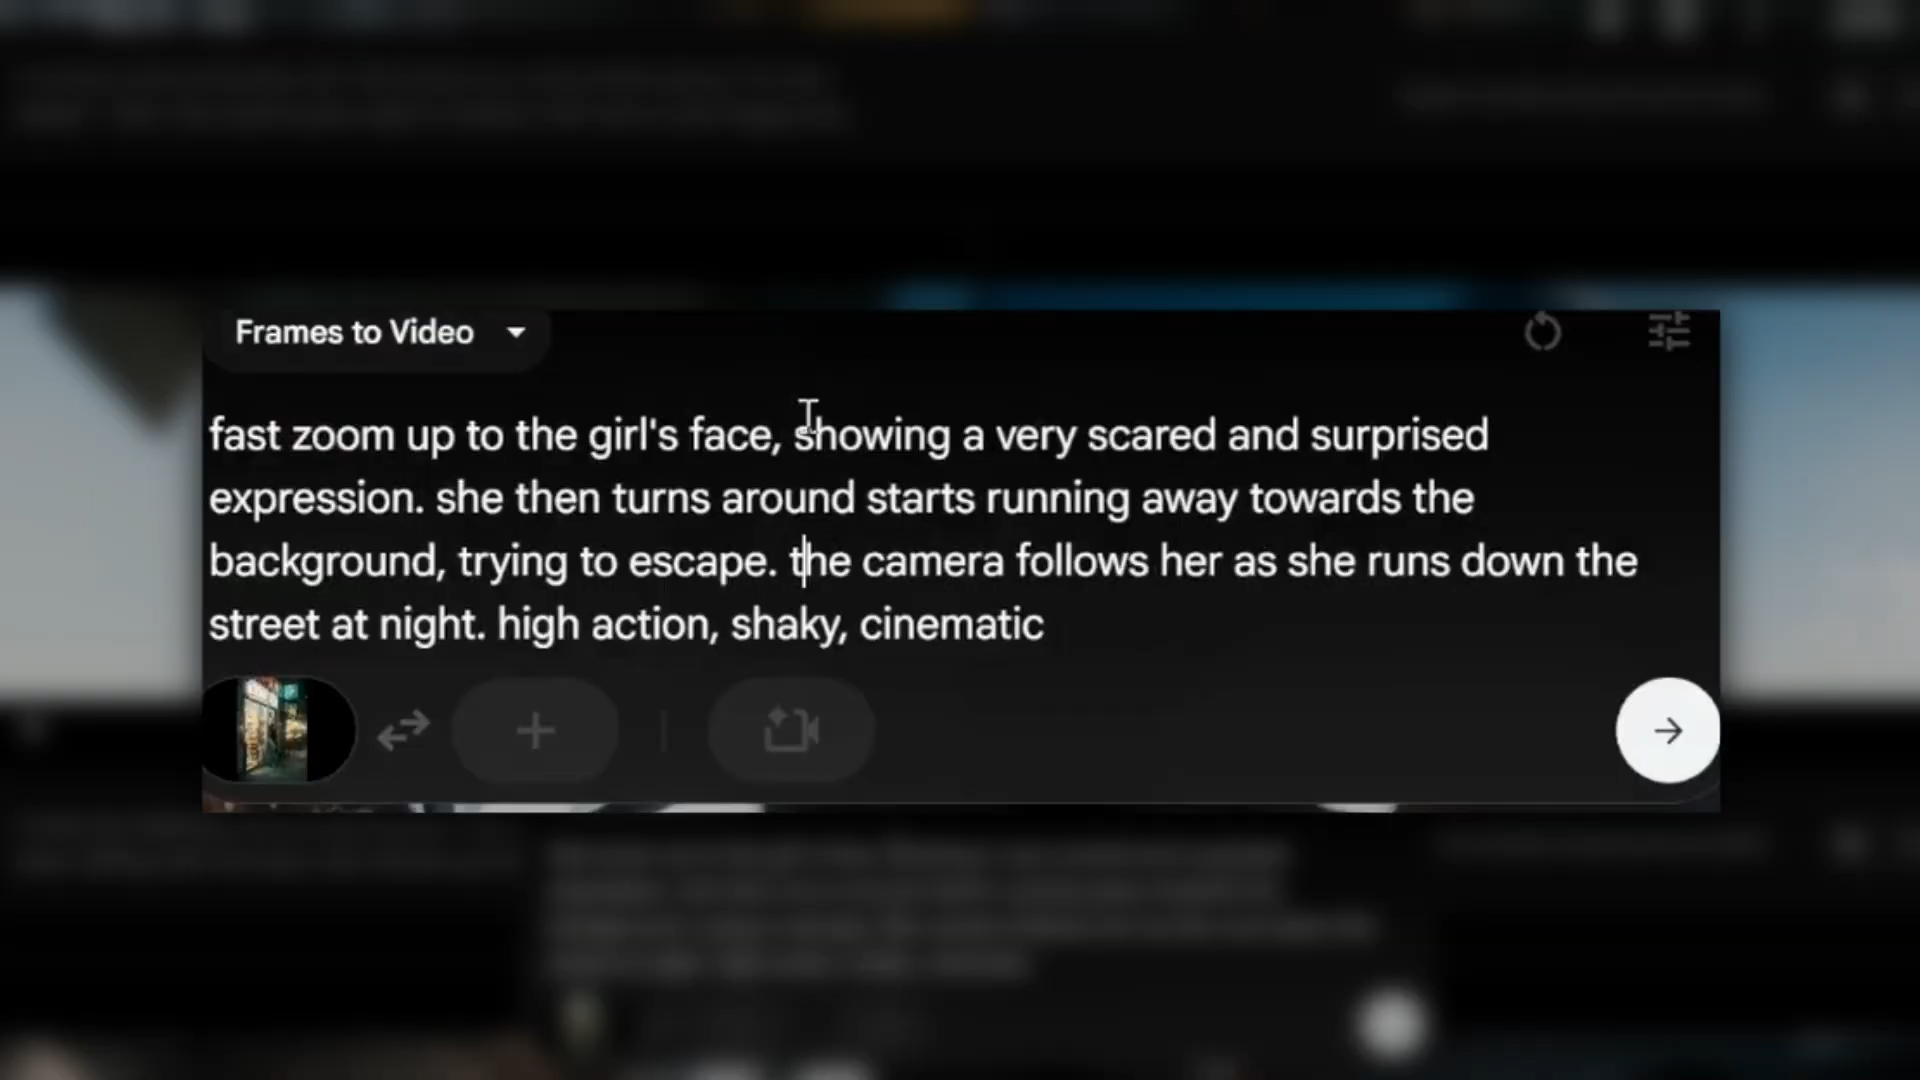 Frames to Video
fast zoom up to the girl's face, showing a very scared and surprised
expression. she then turns around starts running away towards the
background, trying to escape. the camera follows her as she runs down the
street at night. high action, shaky, cinematic